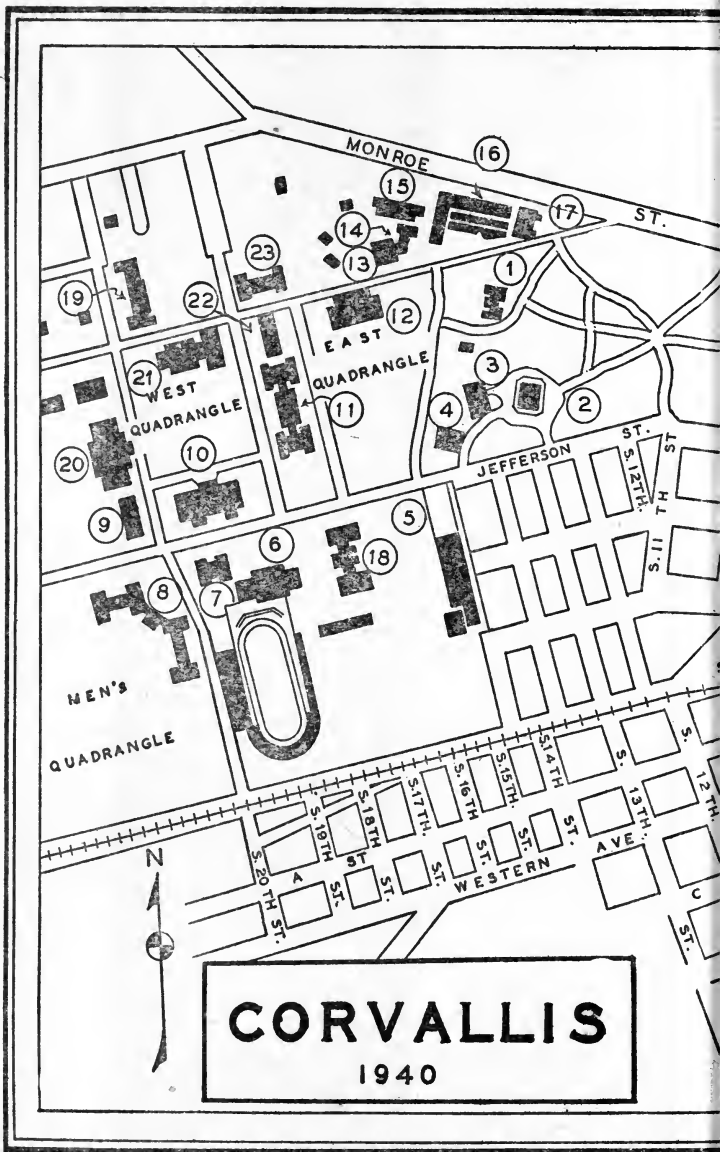 MONROE
16
ST.
15
17
14
13
1
23
19
22
12
EAST
QUADRANGLE
3
21
WEST
QUADRANGLE
11
4
2
20
10
JEFFERSON
ST.
S. 12TH.
S. 11 TH ST
9
5
6
18
7
8
MEN'S
QUADRANGLE
S. 14TH
S.
S.
S. 15TH.
S. 16TH
S. 17TH.
S. 18TH
S. 19TH
ST.
13TH.
12 TH.
N
S. 20 TH ST.
A
ST
ST.
ST.
ST.
ST.
ST.
WESTERN
AVE.
C
ST.
CORVALLIS
1940